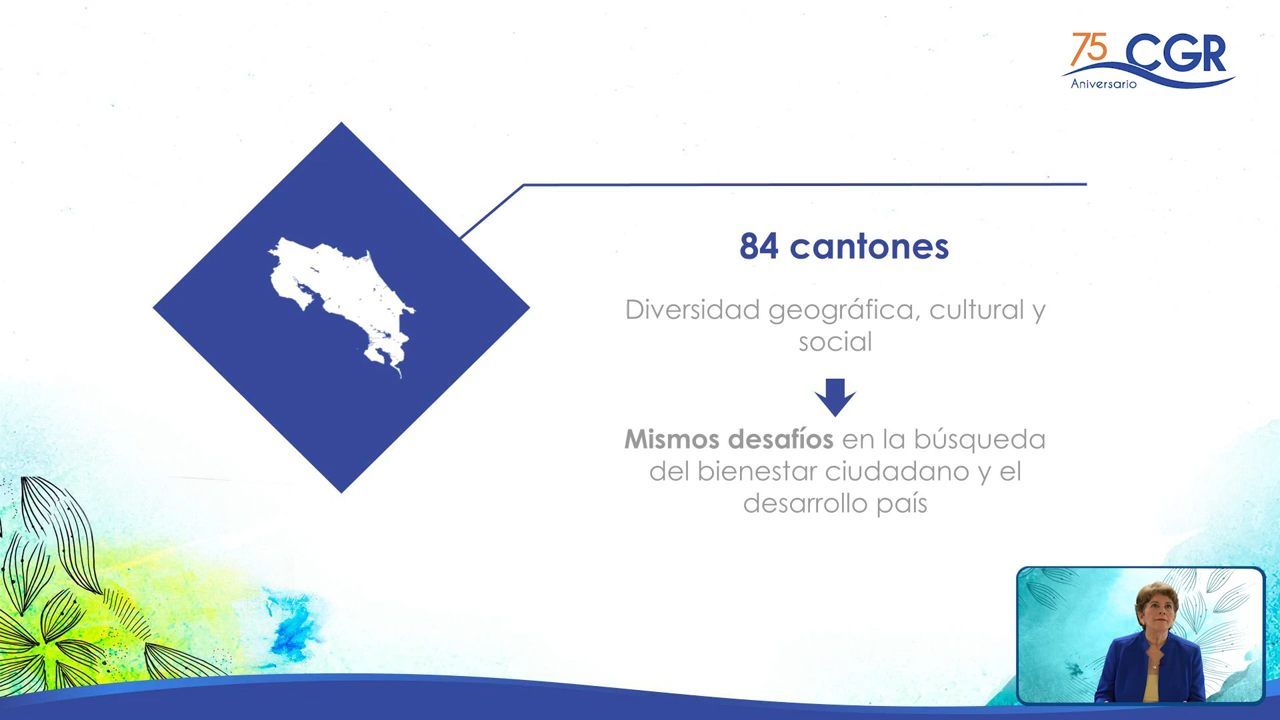 75 CGR
Aniversario
84 cantones
Diversidad geográfica, cultural y
social
Mismos desafíos en la búsqueda
del bienestar ciudadano y el
desarrollo país